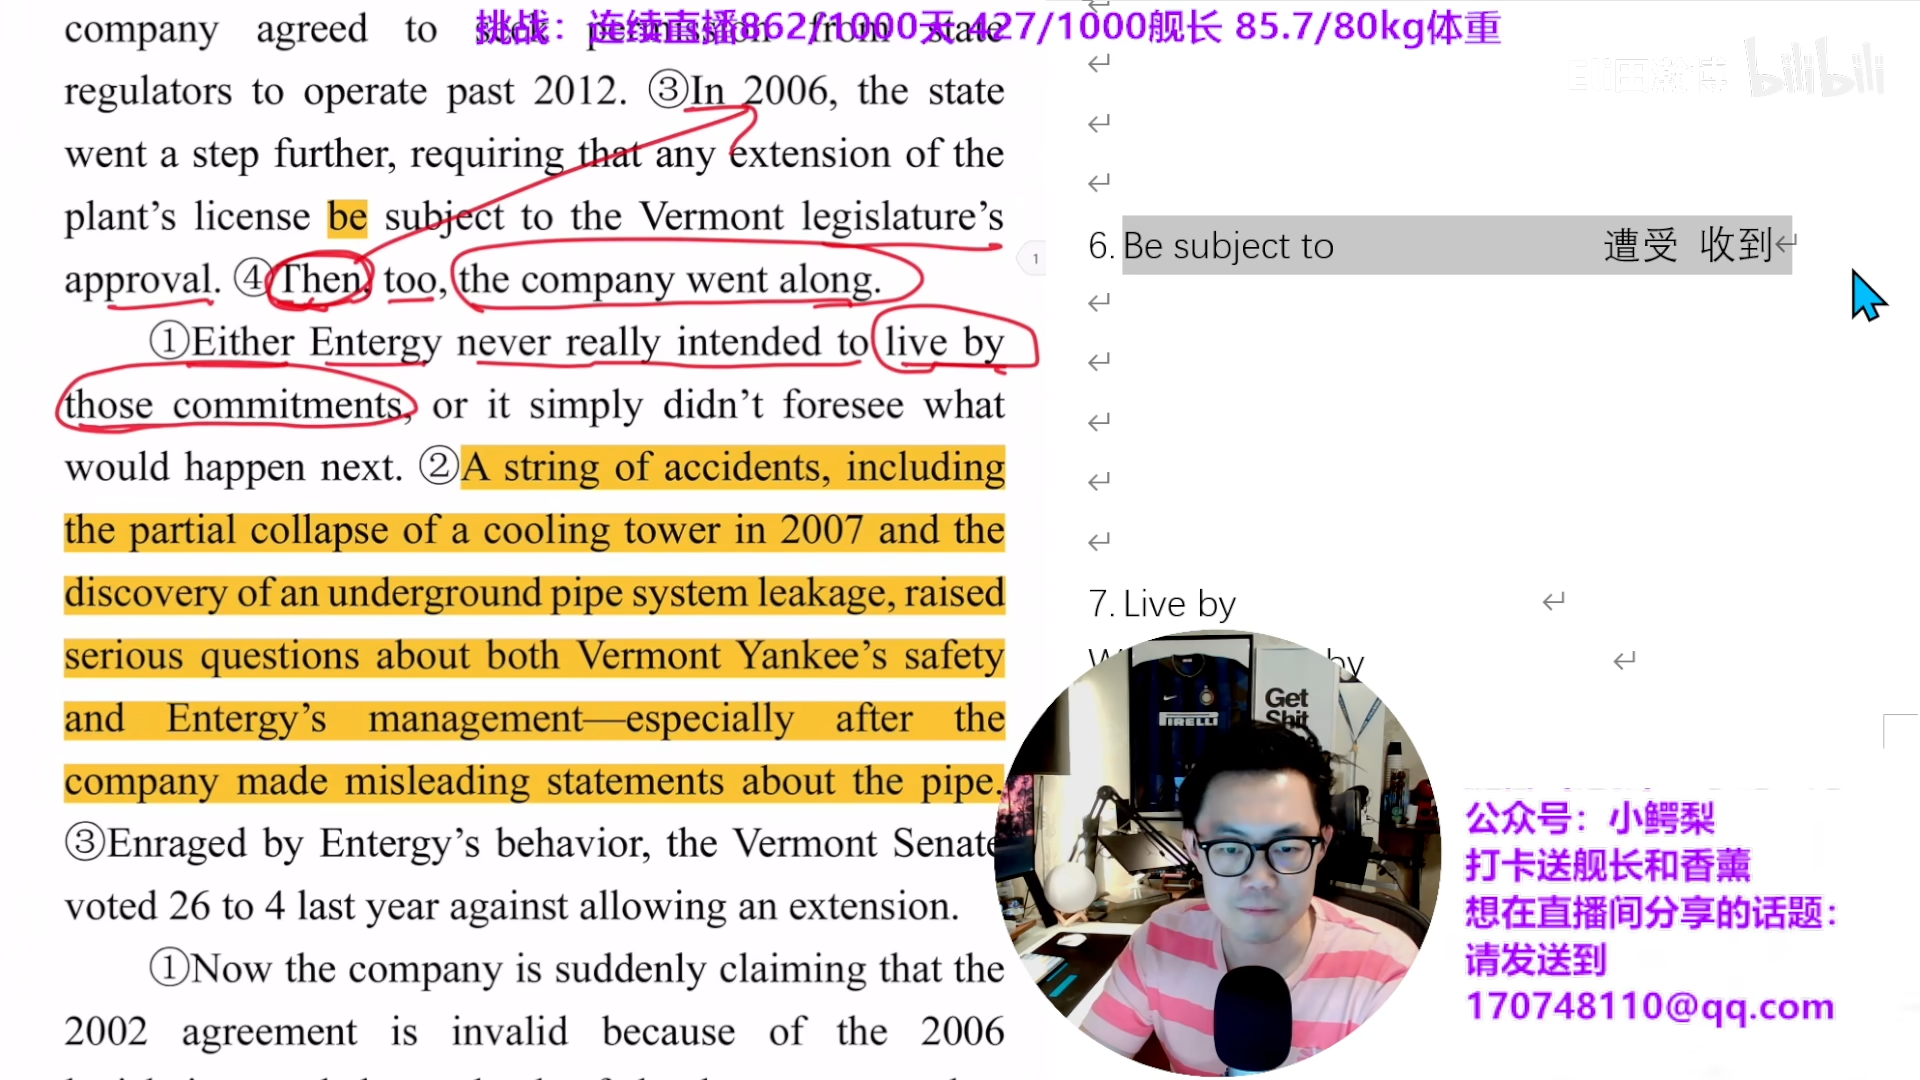 挑战：连续直播862/1000天 427/1000舰长 85.7/80kg体重
company agreed to seek permission from state
regulators to operate past 2012. ③In 2006, the state
went a step further, requiring that any extension of the
plant’s license be subject to the Vermont legislature’s
approval. ④Then, too, the company went along.
①Either Entergy never really intended to live by
those commitments, or it simply didn’t foresee what
would happen next. ②A string of accidents, including
the partial collapse of a cooling tower in 2007 and the
discovery of an underground pipe system leakage, raised
serious questions about both Vermont Yankee’s safety
and Entergy’s management—especially after the
company made misleading statements about the pipe.
③Enraged by Entergy’s behavior, the Vermont Senate
voted 26 to 4 last year against allowing an extension.
①Now the company is suddenly claiming that the
2002 agreement is invalid because of the 2006
bilibili
1
6. Be subject to 遭受 收到
7. Live by
by
PIRELLI
Get
Shit
公众号：小鳄梨
打卡送舰长和香薰
想在直播间分享的话题：
请发送到
170748110@qq.com